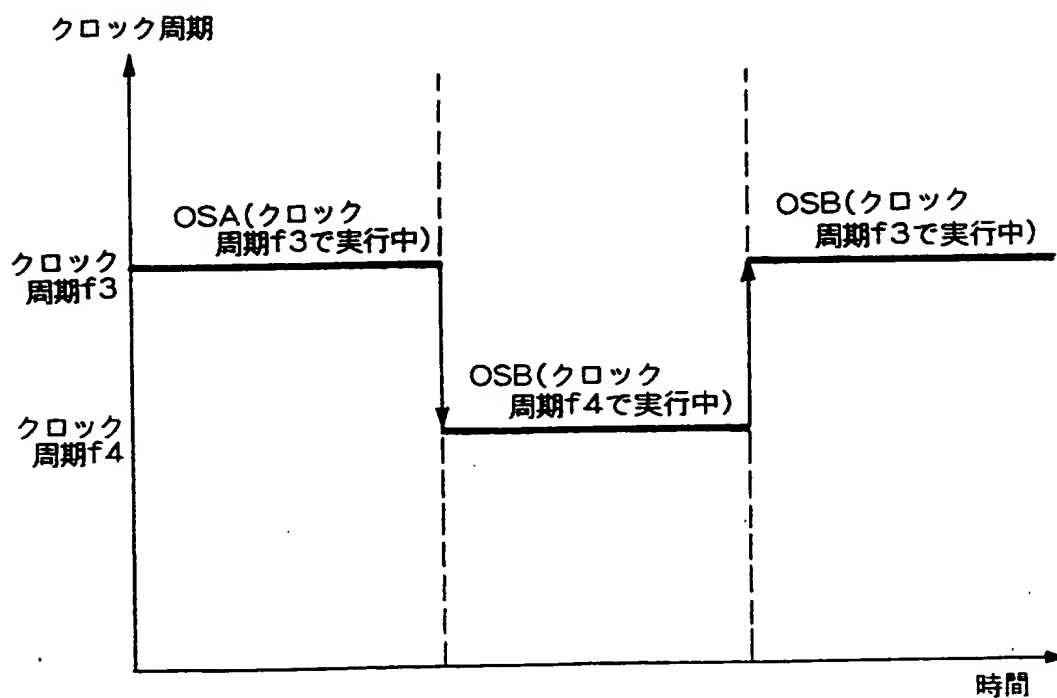 クロック周期
OSA(クロック
周期f3で実行中)
OSB(クロック
周期f3で実行中)
クロック
周期f3
OSB(クロック
周期f4で実行中)
クロック
周期f4
時間